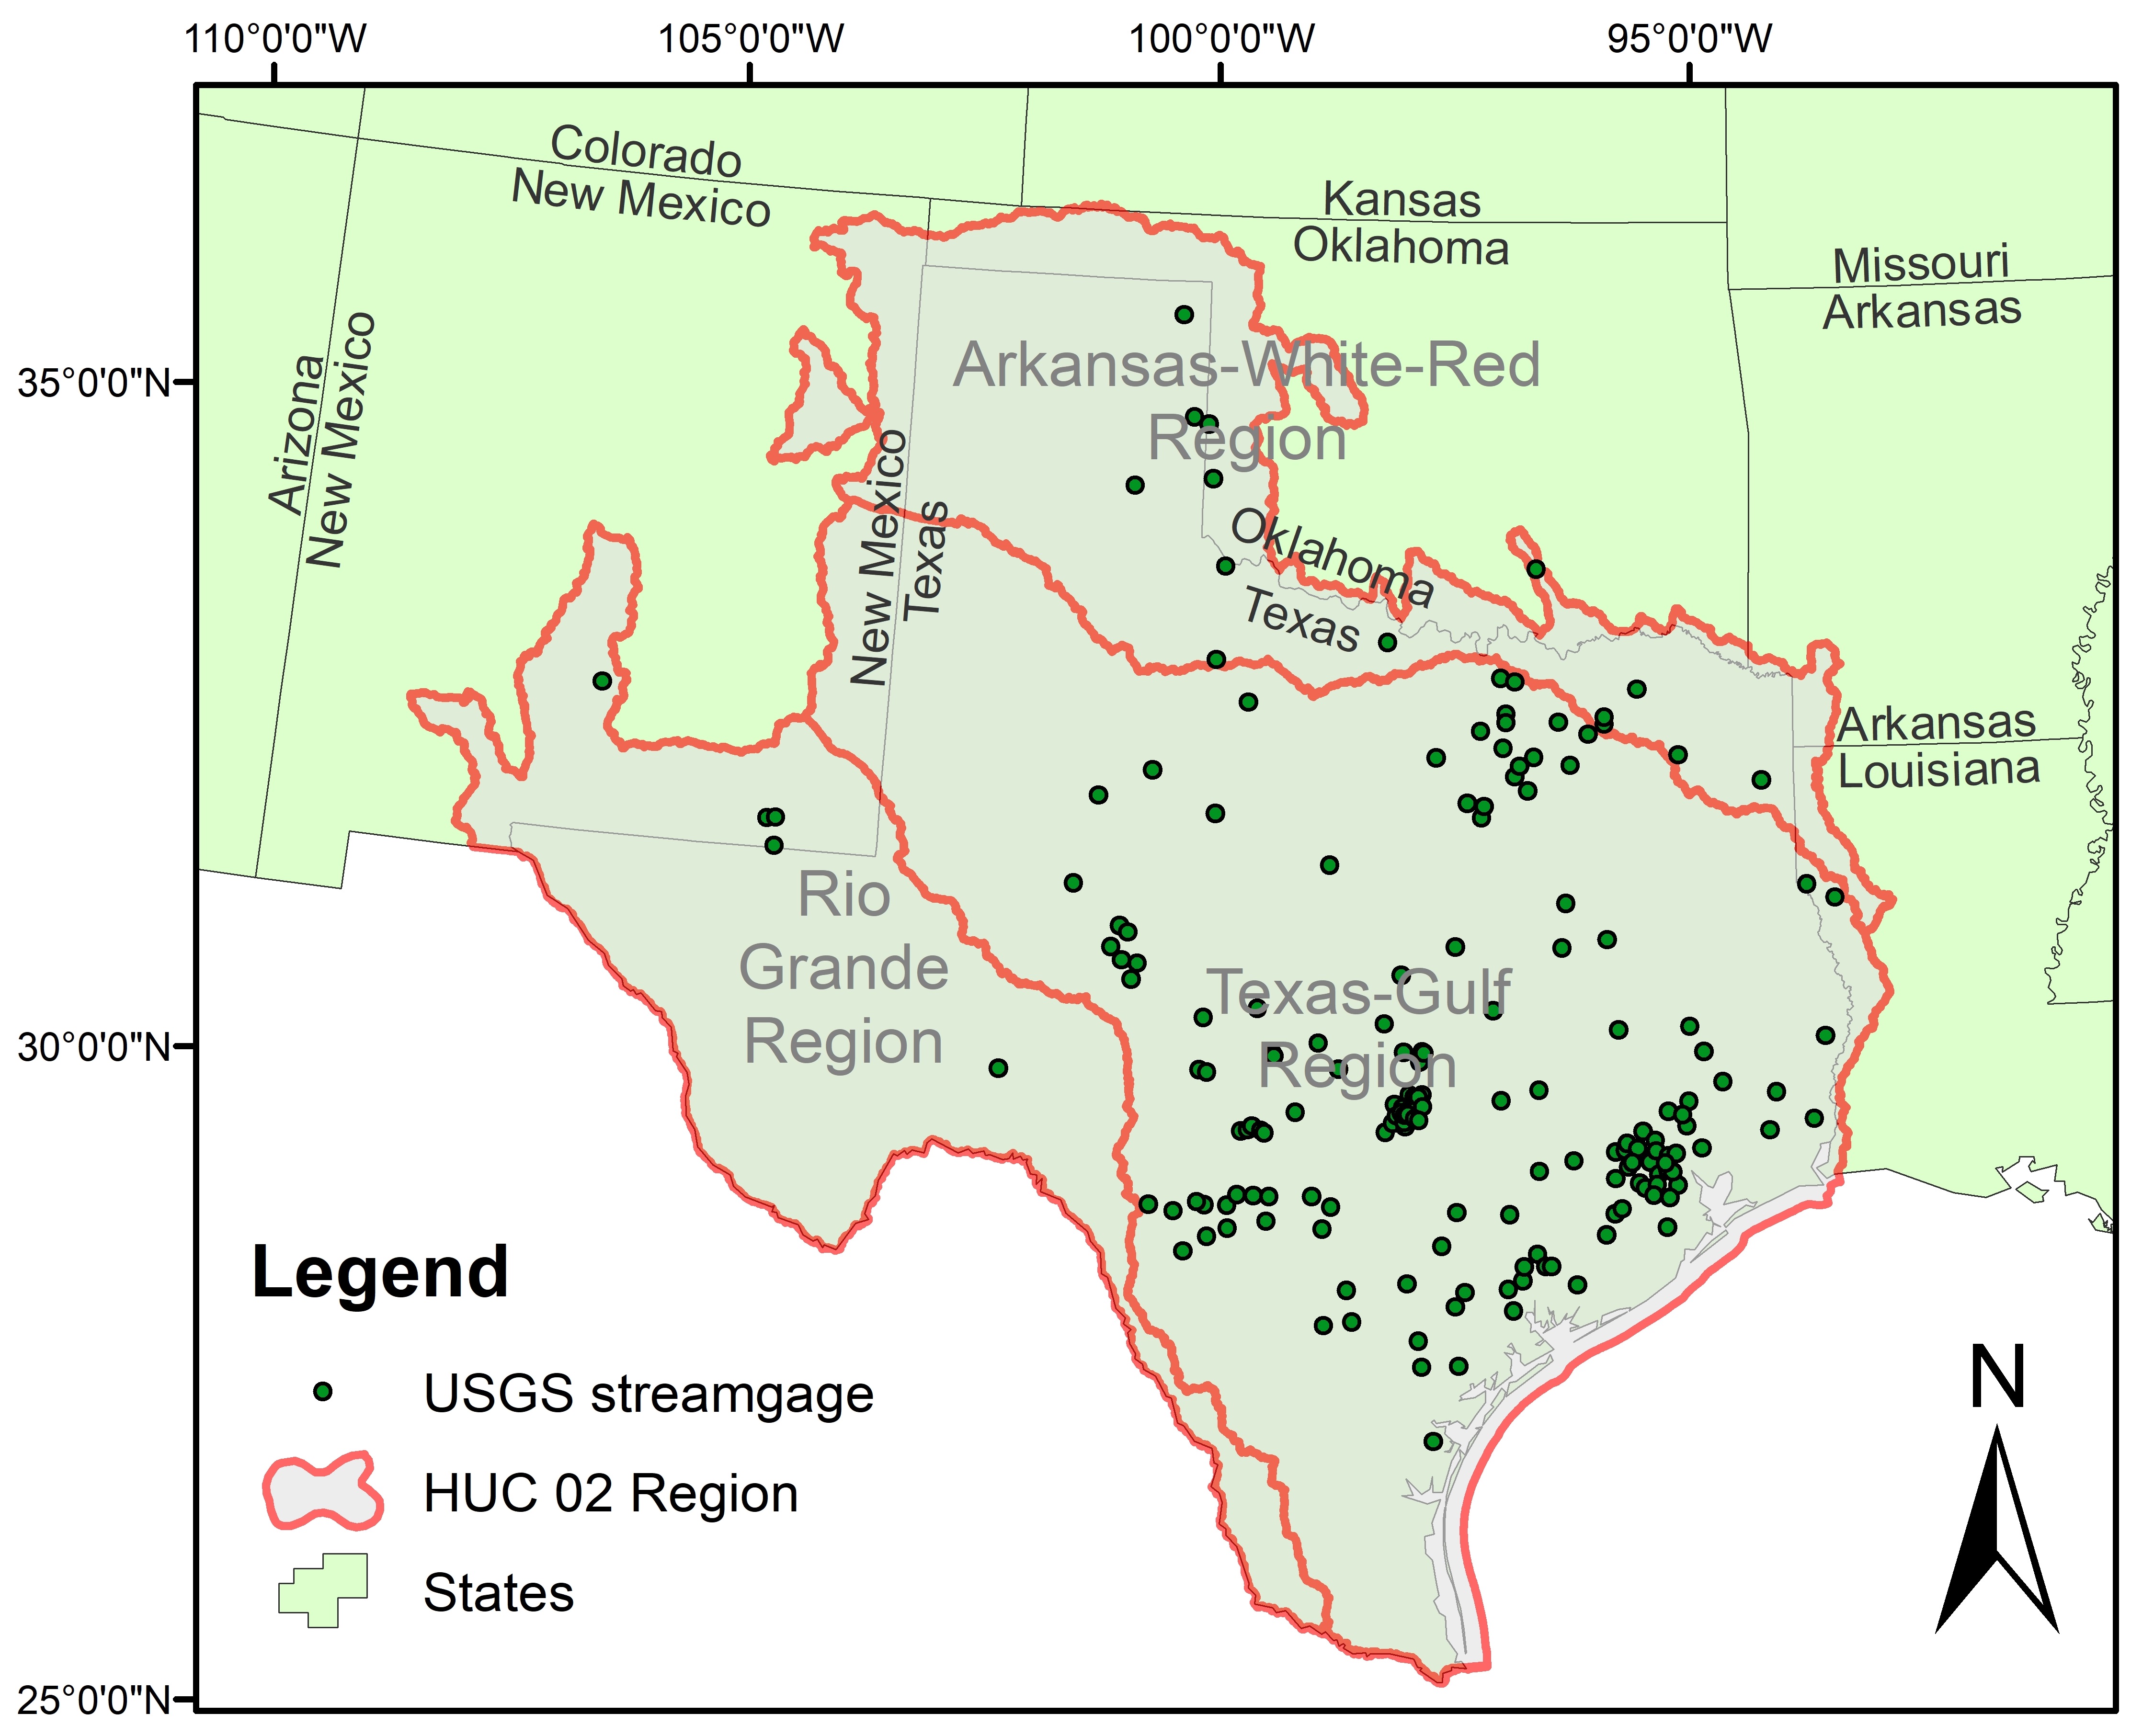 110°0'0"W
105°0'0"W
100°0'0"W
95°0'0"W
Colorado
New Mexico
Kansas
Oklahoma
Missouri
Arkansas
35°0'0"N
Arizona
New Mexico
Arkansas-White-Red
Region
New Mexico
Texas
Oklahoma
Texas
Arkansas
Louisiana
Rio
Grande
Region
Texas-Gulf
Region
30°0'0"N
Legend
USGS streamgage
HUC 02 Region
States
N
25°0'0"N